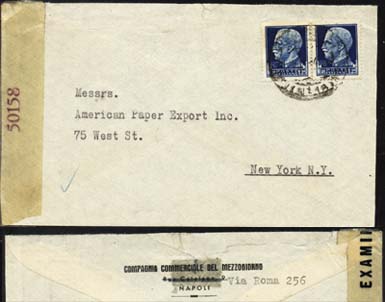 50158
Messrs.
American Paper Export Inc.
75 West St.
New York N.Y.
COMPAGNIA COMMERCIALE DEL MEZZOGIORNO
Via Roma 256
NAPOLI
EXAMI